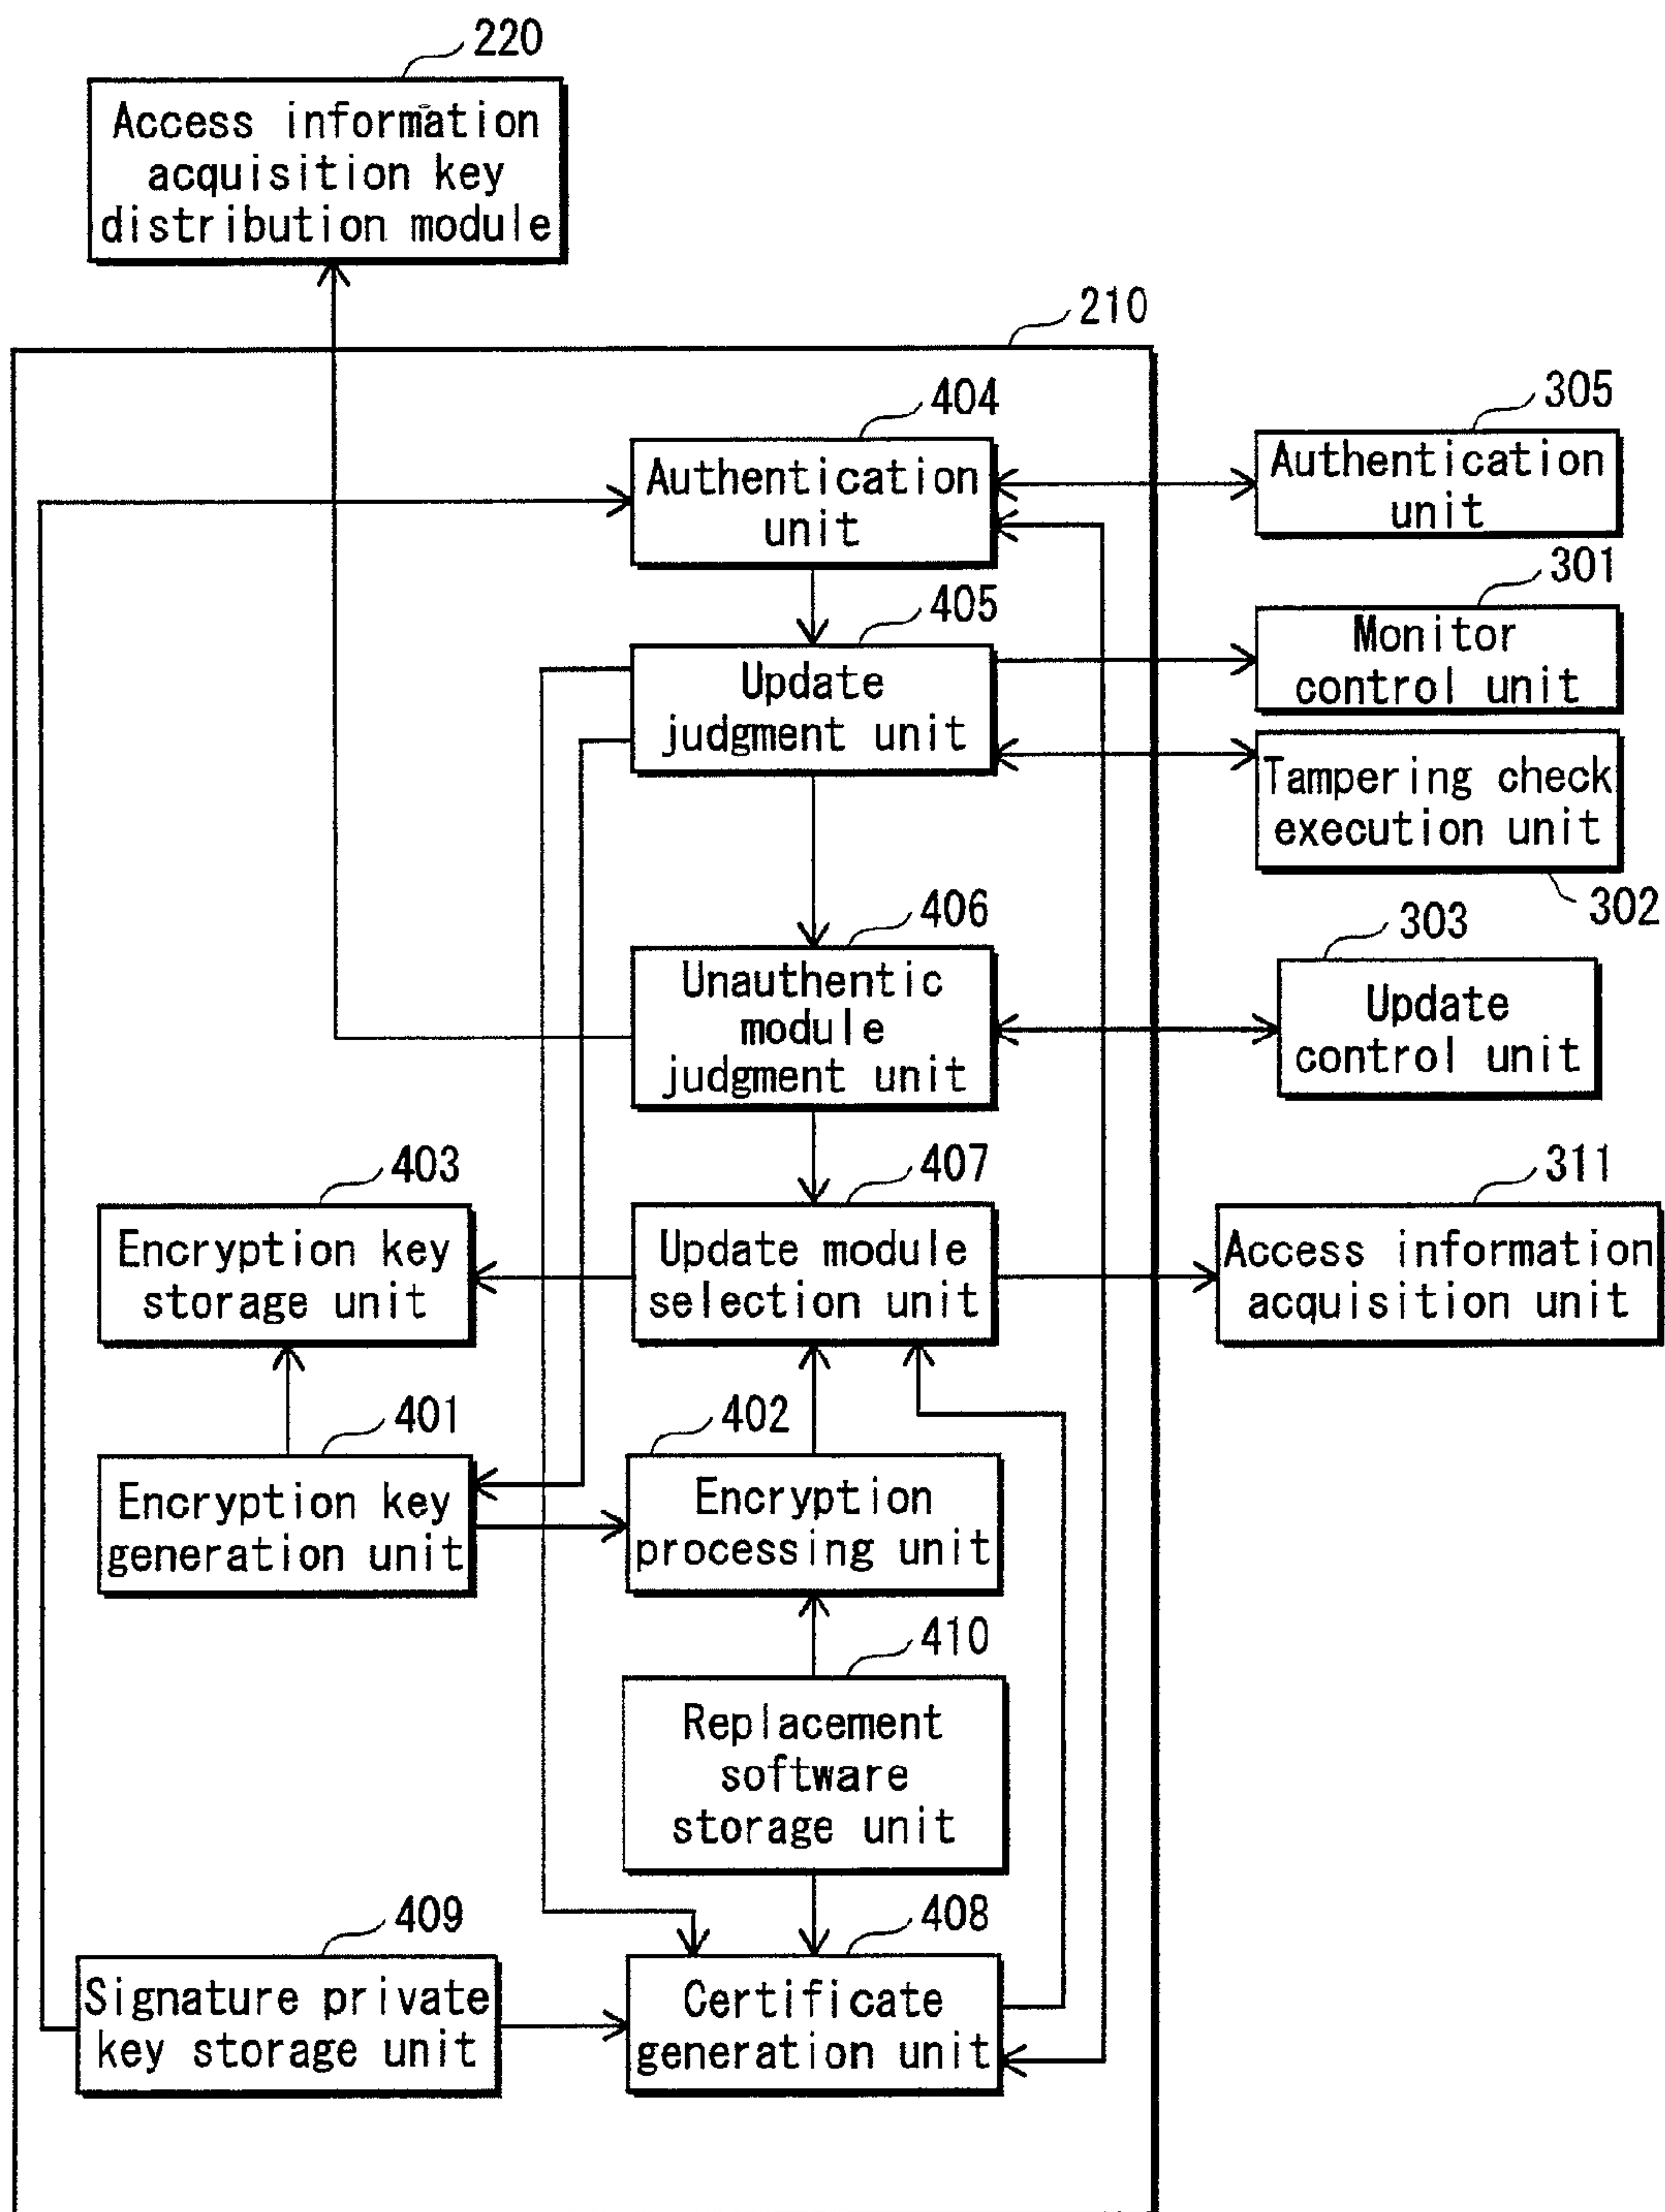 220
Access information
acquisition key
distribution module
210
404
Authentication
unit
305
Authentication
unit
301
Monitor
control unit
405
Update
judgment unit
Tampering check
execution unit
302
406
Unauthentic
module
judgment unit
303
Update
control unit
403
Encryption key
storage unit
407
Update module
selection unit
311
Access information
acquisition unit
401
Encryption key
generation unit
402
Encryption
processing unit
410
Replacement
software
storage unit
409
Signature private
key storage unit
408
Certificate
generation unit